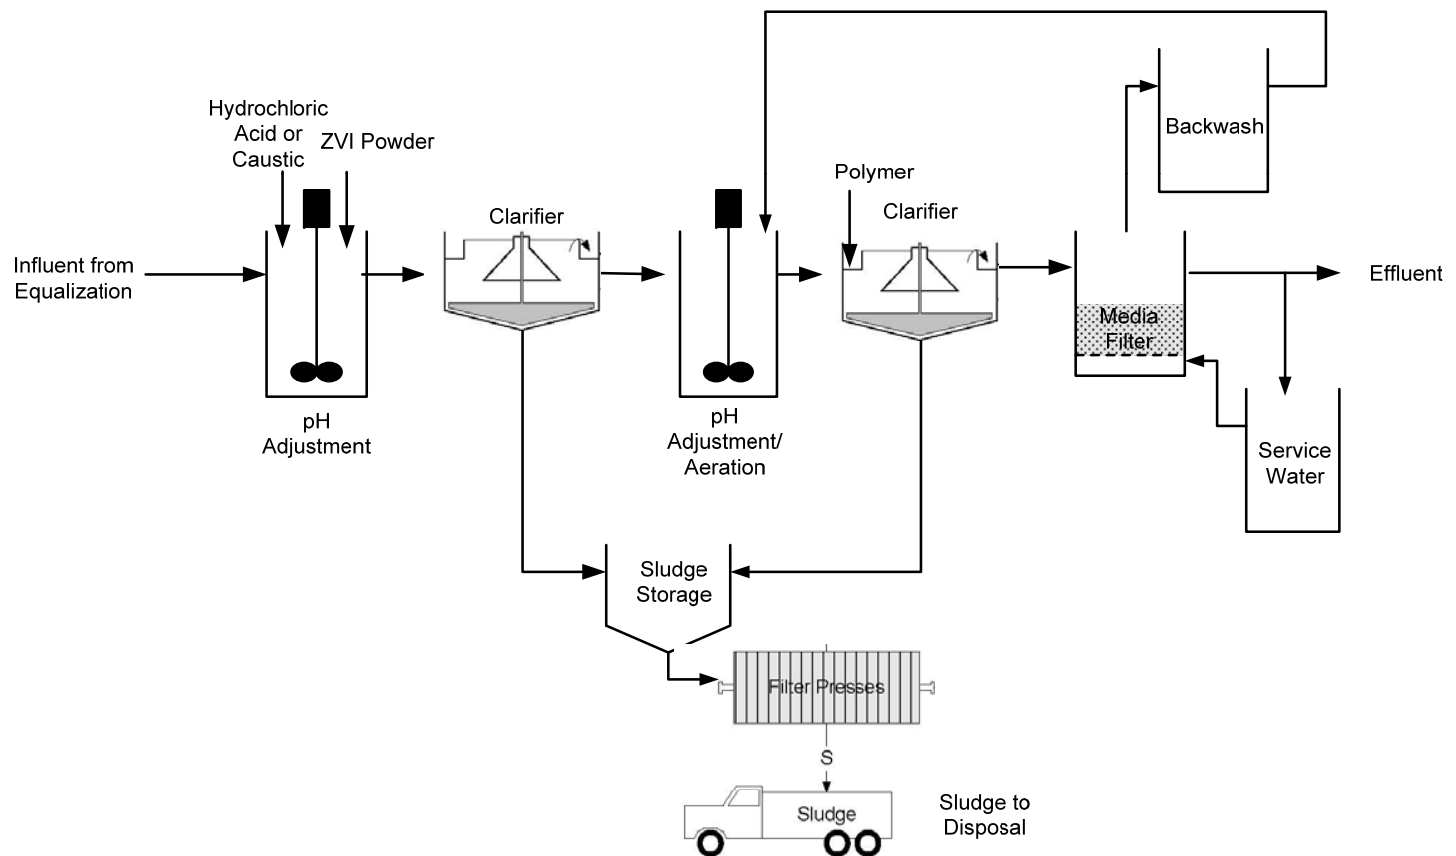 Hydrochloric
Acid or
Caustic
ZVI Powder
Influent from
Equalization
pH
Adjustment
Clarifier
pH
Adjustment/
Aeration
Polymer
Clarifier
Backwash
Media
Filter
Effluent
Service
Water
Sludge
Storage
Filter Presses
S
Sludge
Sludge to
Disposal